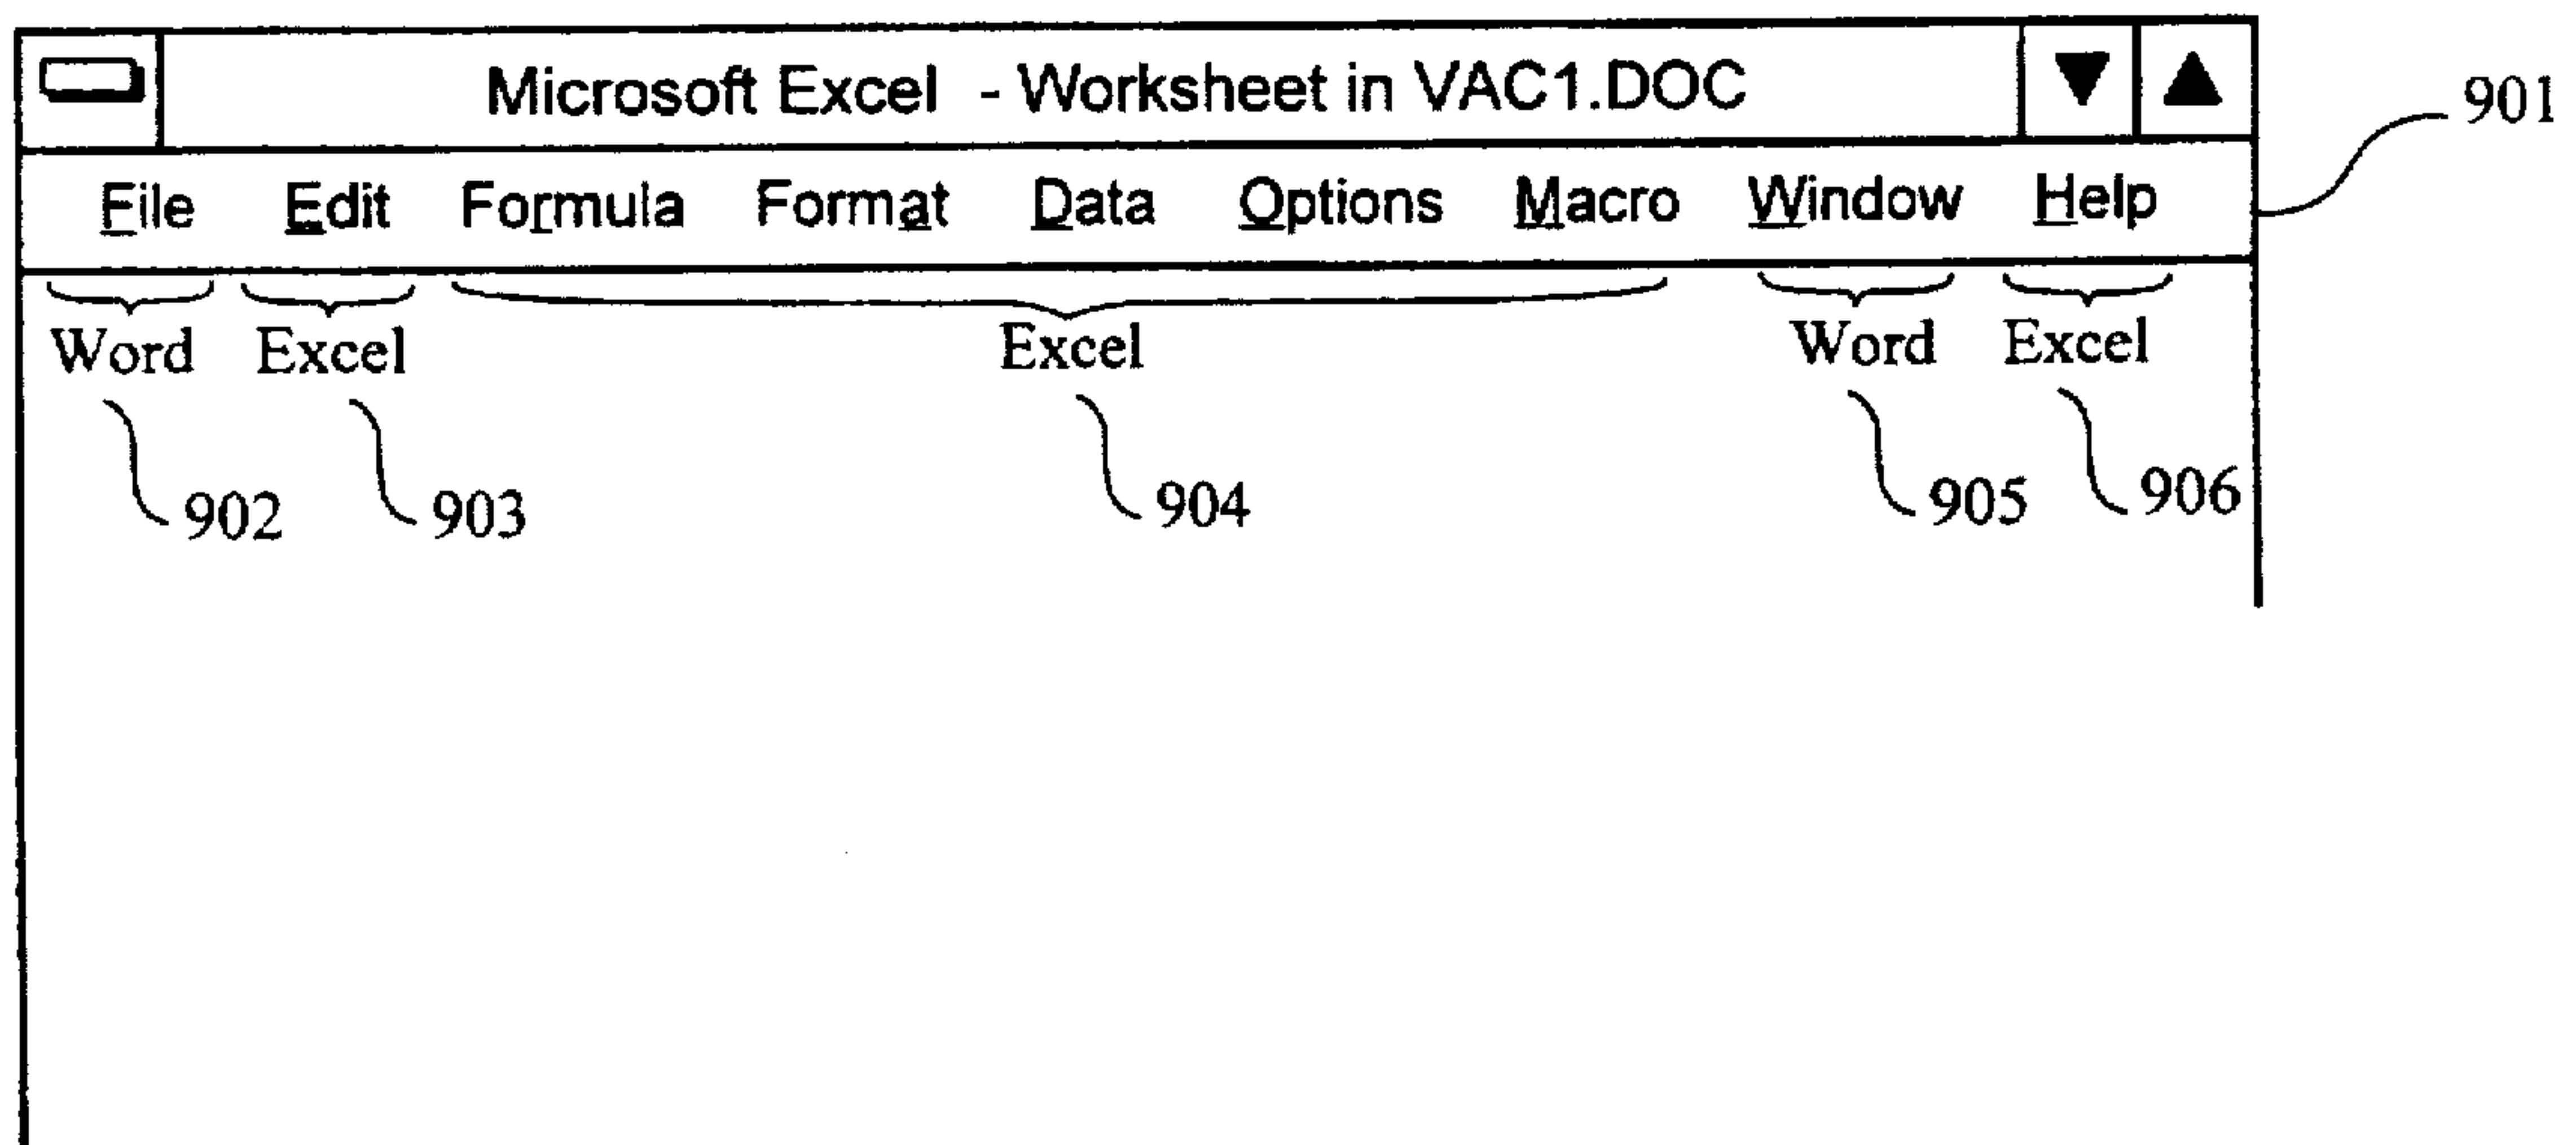 Microsoft Excel - Worksheet in VAC1.DOC
901
File Edit Formula Format Data Options Macro Window Help
Word Excel Excel Word Excel
902 903 904 905 906